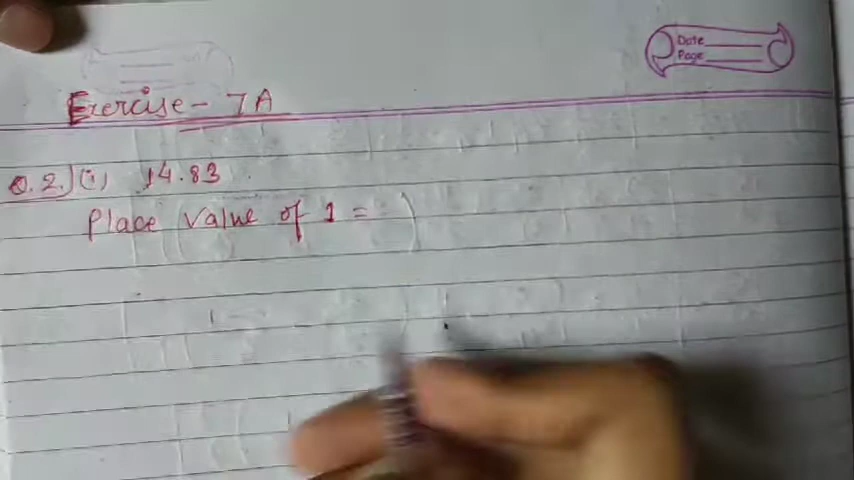 Date
Page
Exercise - 7A
Q.2.) (i) 14.83
Place value of 1 =